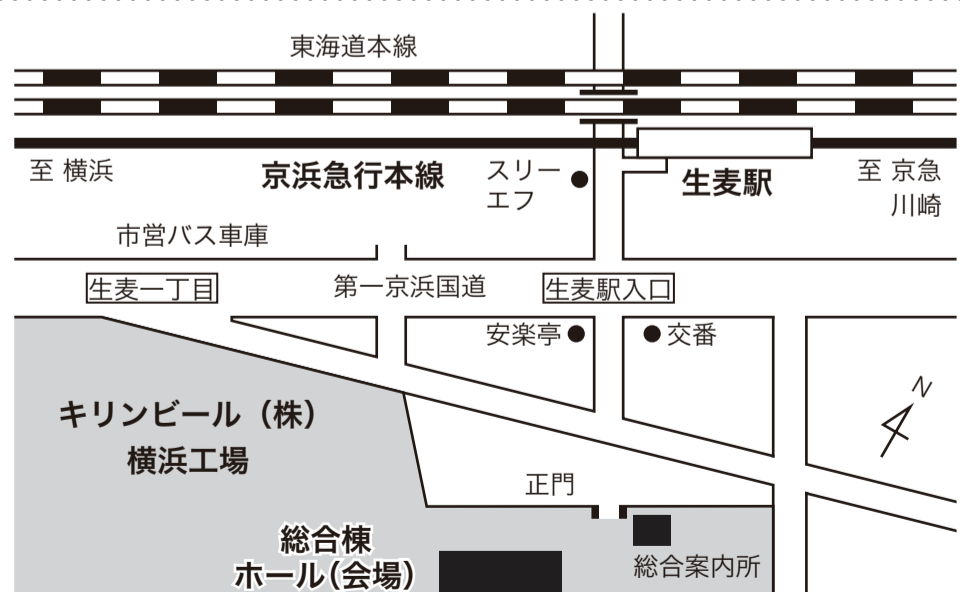 東海道本線
至 横浜
京浜急行本線
スリー
エフ
生麦駅
至 京急
川崎
市営バス車庫
生麦一丁目
第一京浜国道
生麦駅入口
安楽亭
交番
N
キリンビール（株）
横浜工場
正門
総合棟
ホール（会場）
総合案内所